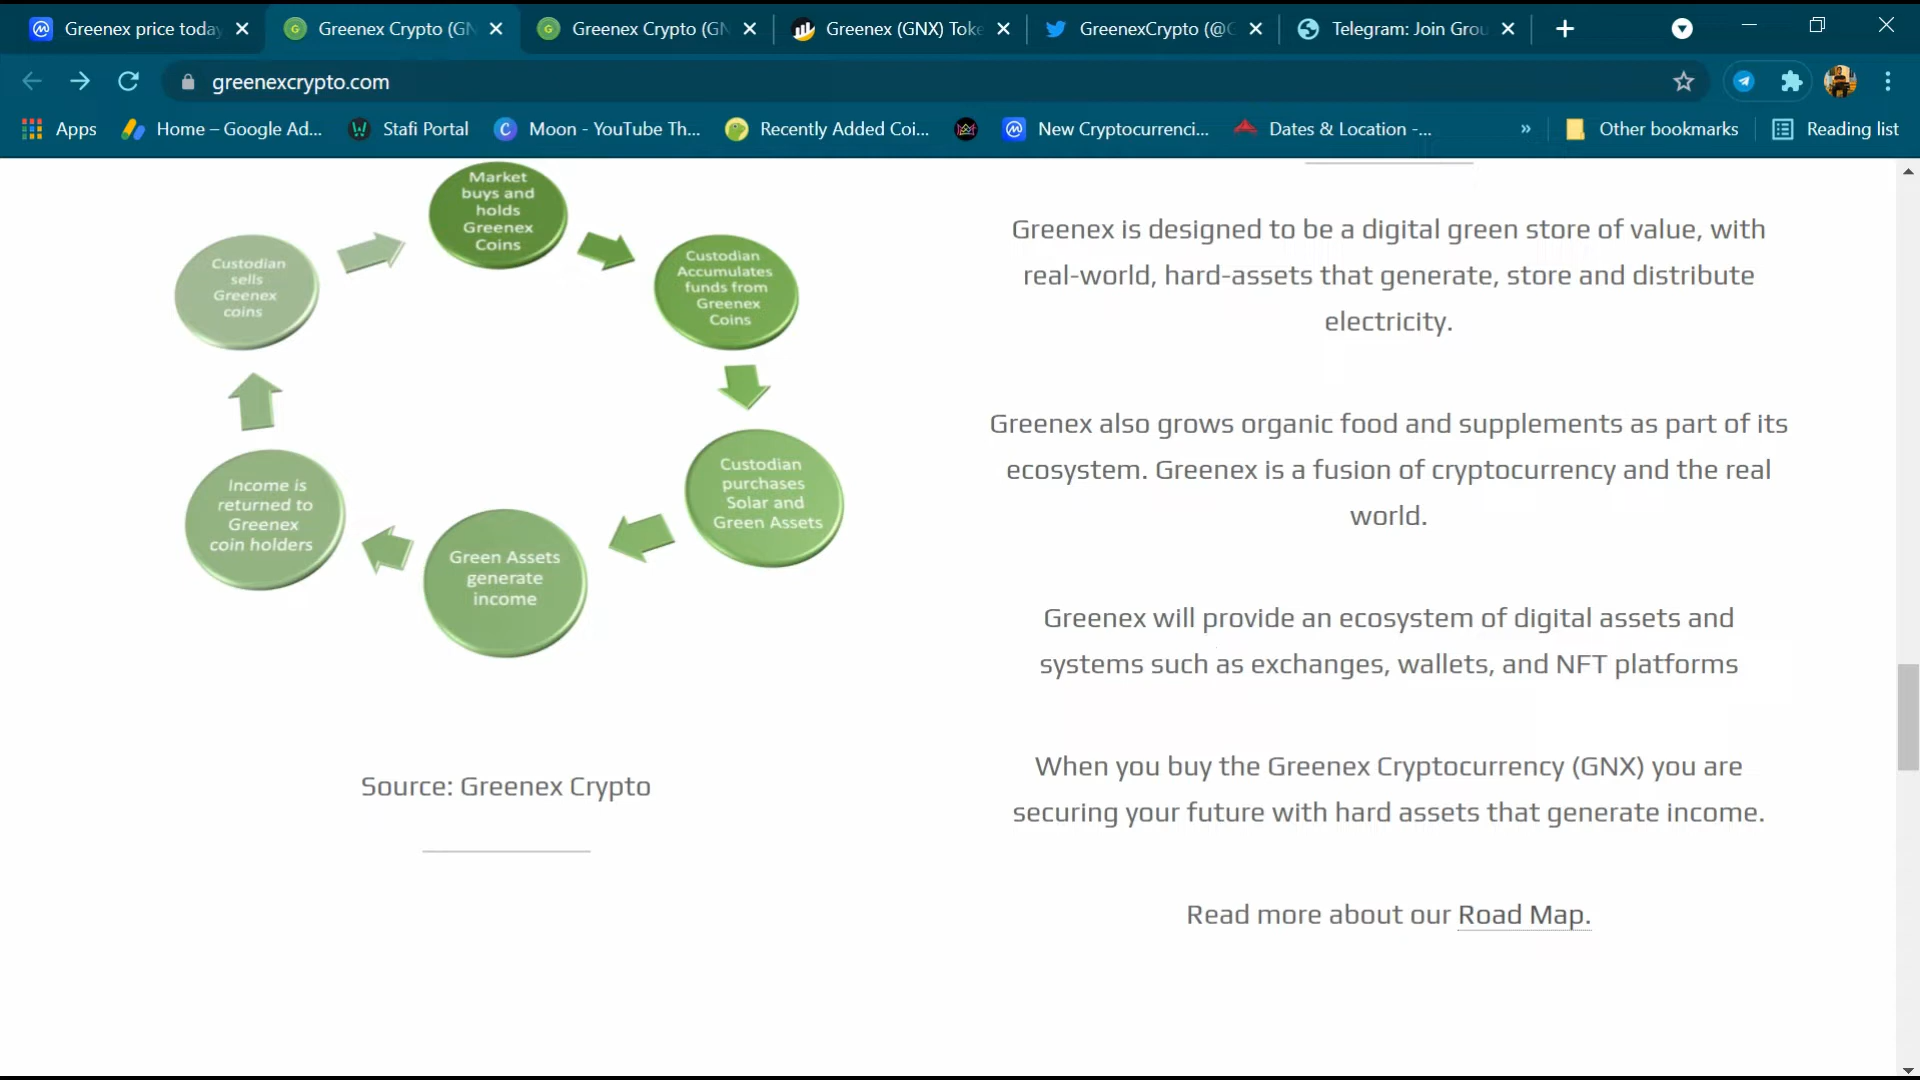 Greenex price today
Greenex Crypto (GN
Greenex Crypto (GN
Greenex (GNX) Toke
GreenexCrypto (@G
Telegram: Join Grou
greenexcrypto.com
Apps
Home – Google Ad...
Stafi Portal
Moon - YouTube Th...
Recently Added Coi...
New Cryptocurrenci...
Dates & Location -...
»
Other bookmarks
Reading list
Market
buys and
holds
Greenex
Coins
Custodian
Accumulates
funds from
Greenex
Coins
Custodian
purchases
Solar and
Green Assets
Green Assets
generate
income
Income is
returned to
Greenex
coin holders
Custodian
sells
Greenex
coins
Source: Greenex Crypto
Greenex is designed to be a digital green store of value, with
real-world, hard-assets that generate, store and distribute
electricity.
Greenex also grows organic food and supplements as part of its
ecosystem. Greenex is a fusion of cryptocurrency and the real
world.
Greenex will provide an ecosystem of digital assets and
systems such as exchanges, wallets, and NFT platforms
When you buy the Greenex Cryptocurrency (GNX) you are
securing your future with hard assets that generate income.
Read more about our Road Map.